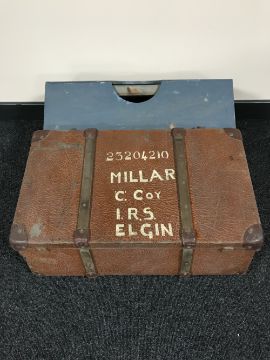 23204210
MILLAR
C. COY
I.R.S.
ELGIN